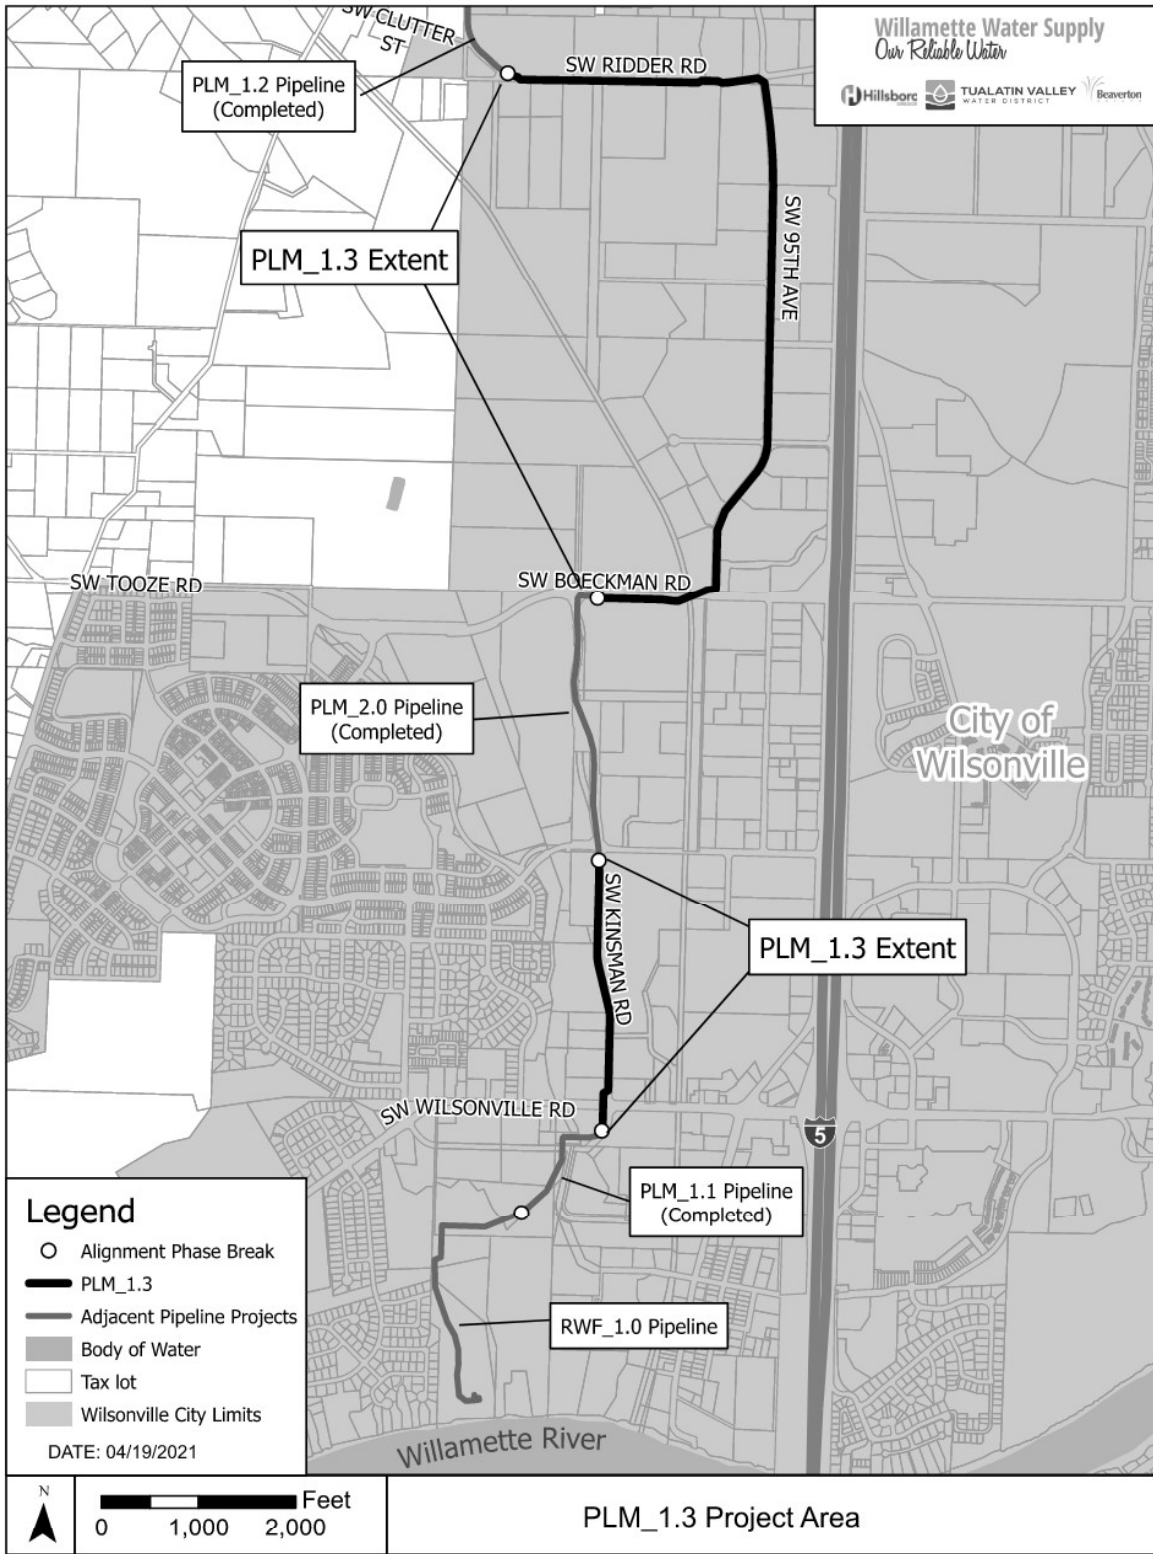 SW CLUTTER
ST
PLM_1.2 Pipeline
(Completed)
SW RIDDER RD
Willamette Water Supply
Our Reliable Water
Hillsboro
TUALATIN VALLEY
WATER DISTRICT
Beaverton
PLM_1.3 Extent
SW 95TH AVE
SW TOOZE RD
SW BOECKMAN RD
PLM_2.0 Pipeline
(Completed)
City of
Wilsonville
SW KINSMAN RD
PLM_1.3 Extent
SW WILSONVILLE RD
5
PLM_1.1 Pipeline
(Completed)
RWF_1.0 Pipeline
Willamette River
Legend
Alignment Phase Break
PLM_1.3
Adjacent Pipeline Projects
Body of Water
Tax lot
Wilsonville City Limits
DATE: 04/19/2021
N
Feet
0 1,000 2,000
PLM_1.3 Project Area